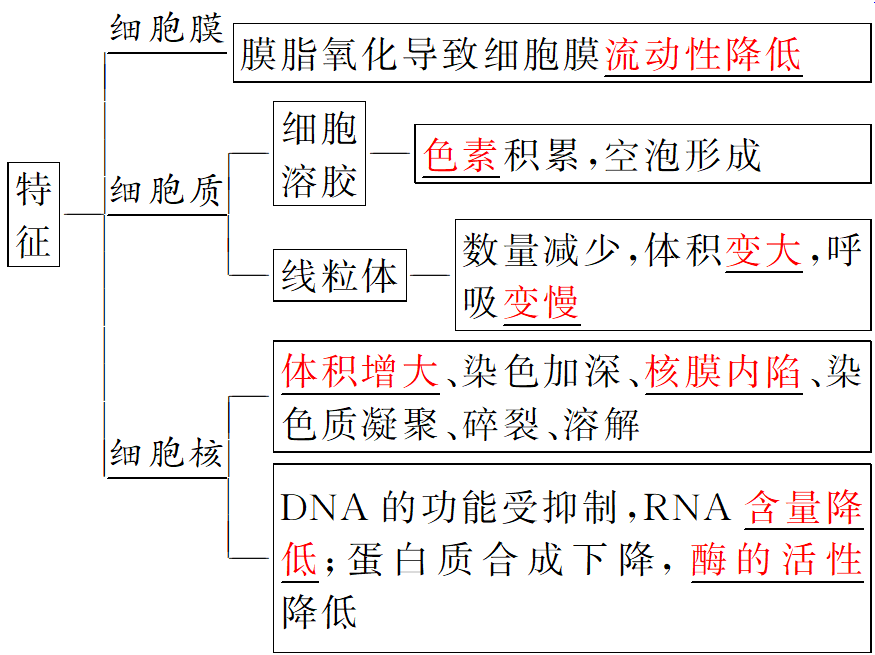 特
征
细胞膜
膜脂氧化导致细胞膜流动性降低
细胞质
细胞
溶胶
色素积累,空泡形成
线粒体
数量减少,体积变大,呼
吸变慢
细胞核
体积增大、染色加深、核膜内陷、染
色质凝聚、碎裂、溶解
DNA 的功能受抑制,RNA 含量降
低;蛋白质合成下降,酶的活性
降低